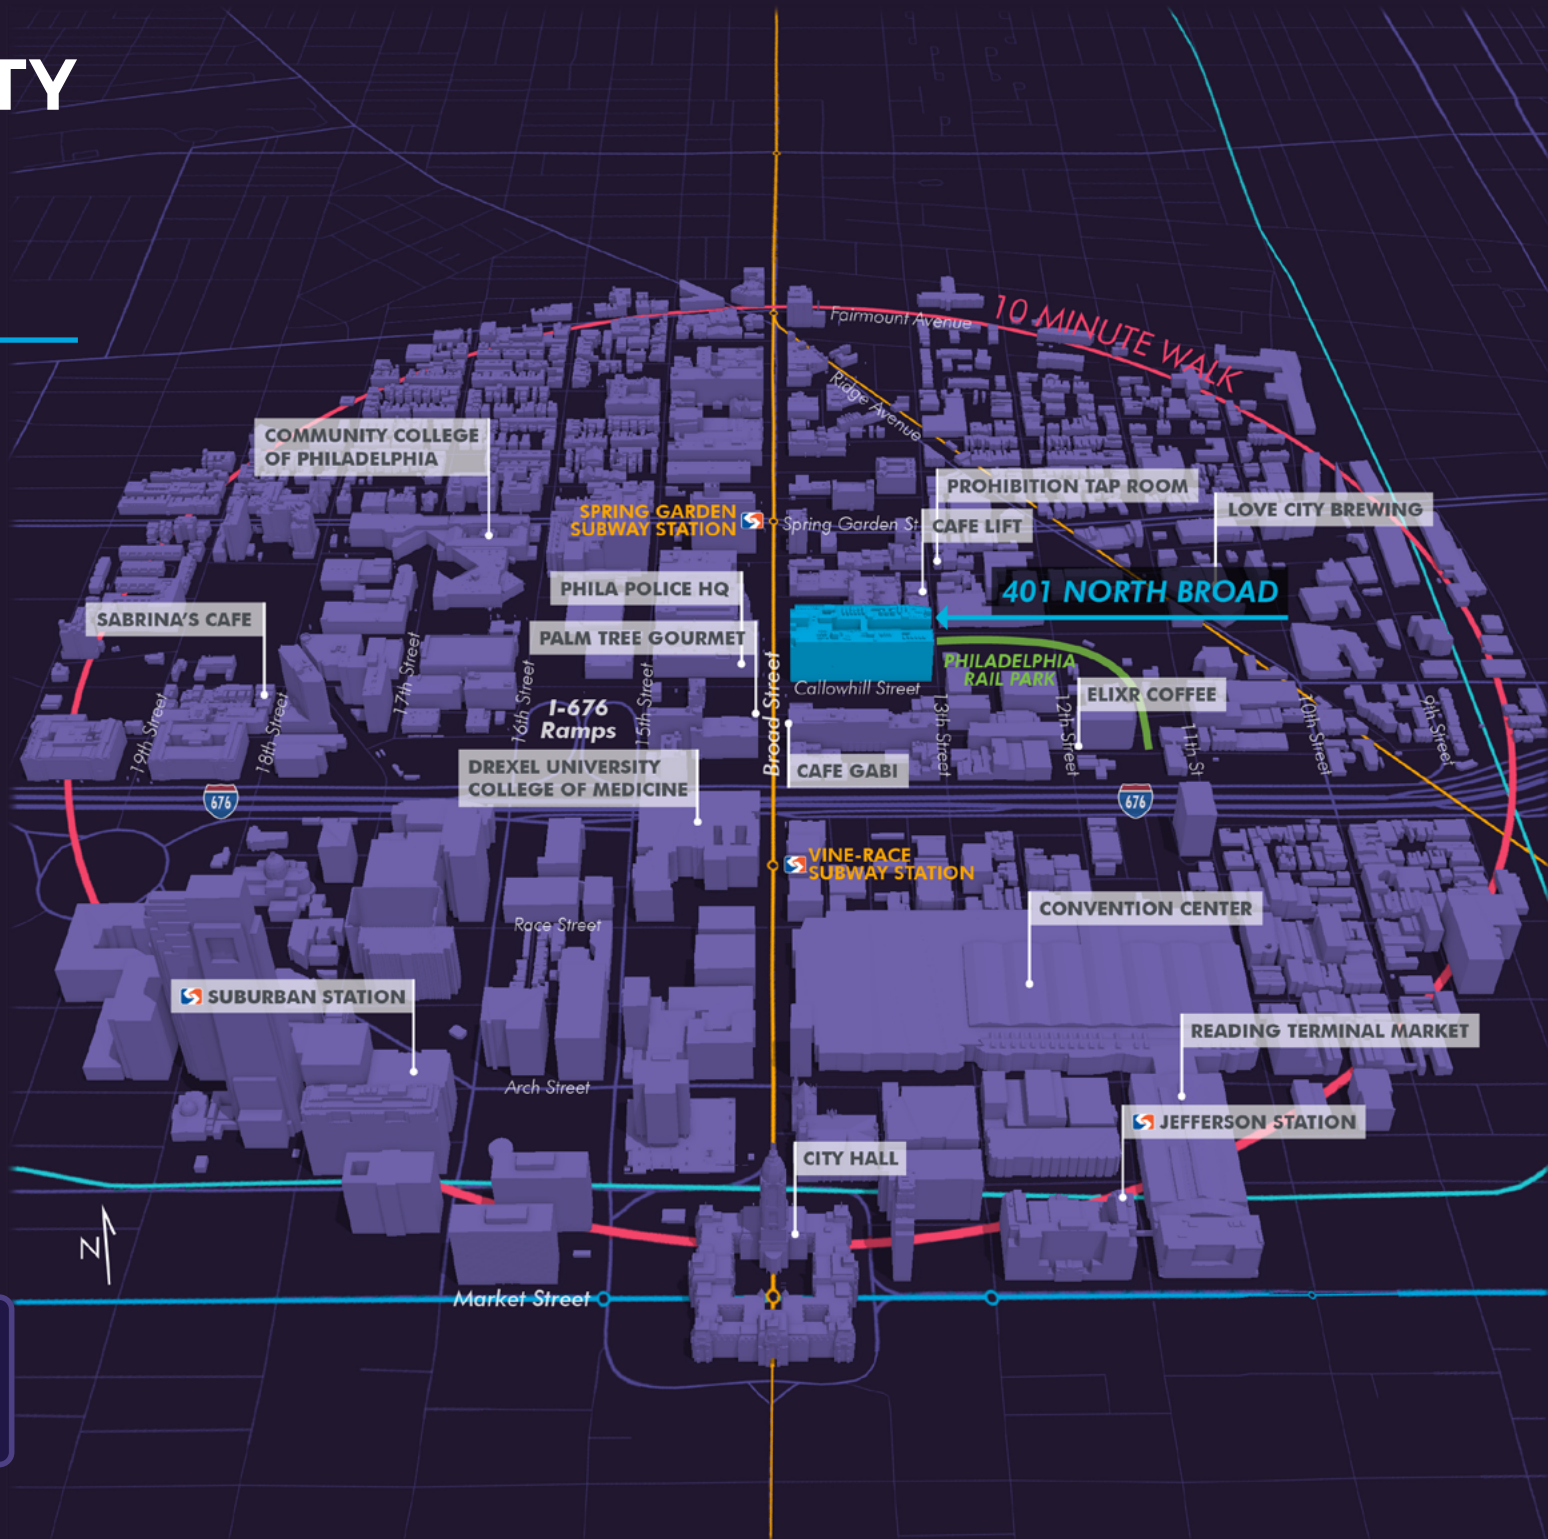 TY
10 MINUTE WALK
Fairmount Avenue
Ridge Avenue
COMMUNITY COLLEGE
OF PHILADELPHIA
PROHIBITION TAP ROOM
LOVE CITY BREWING
SPRING GARDEN
SUBWAY STATION
Spring Garden St
CAFE LIFT
PHILA POLICE HQ
401 NORTH BROAD
SABRINA'S CAFE
PALM TREE GOURMET
PHILADELPHIA
RAIL PARK
Callowhill Street
ELIXR COFFEE
19th Street
18th Street
17th Street
16th Street
15th Street
Broad Street
13th Street
12th Street
11th St
10th Street
9th Street
I-676
Ramps
DREXEL UNIVERSITY
COLLEGE OF MEDICINE
CAFE GABI
676
676
VINE-RACE
SUBWAY STATION
Race Street
CONVENTION CENTER
SUBURBAN STATION
READING TERMINAL MARKET
Arch Street
JEFFERSON STATION
CITY HALL
N
Market Street